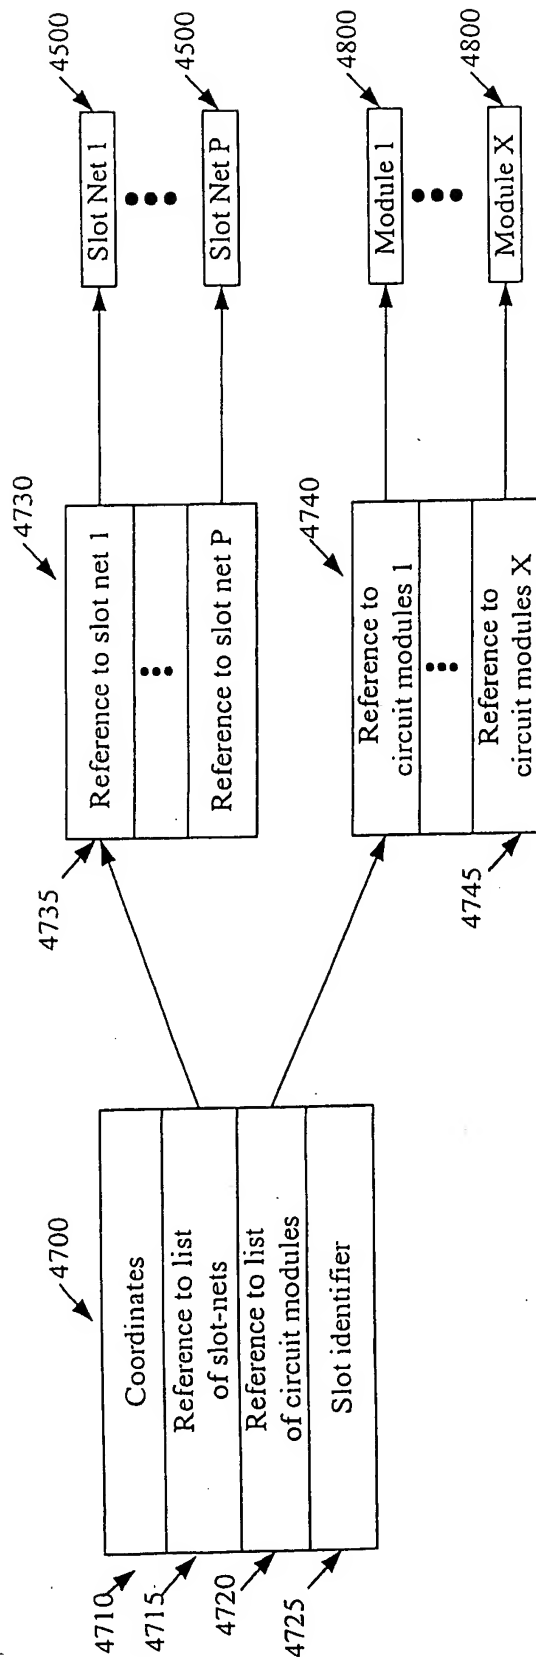 4700
4710
Coordinates
4715
Reference to list
of slot-nets
4720
Reference to list
of circuit modules
4725
Slot identifier
4730
4735
Reference to slot net 1
Reference to slot net P
4500
Slot Net 1
4500
Slot Net P
4740
Reference to
circuit modules 1
4745
Reference to
circuit modules X
4800
Module 1
4800
Module X